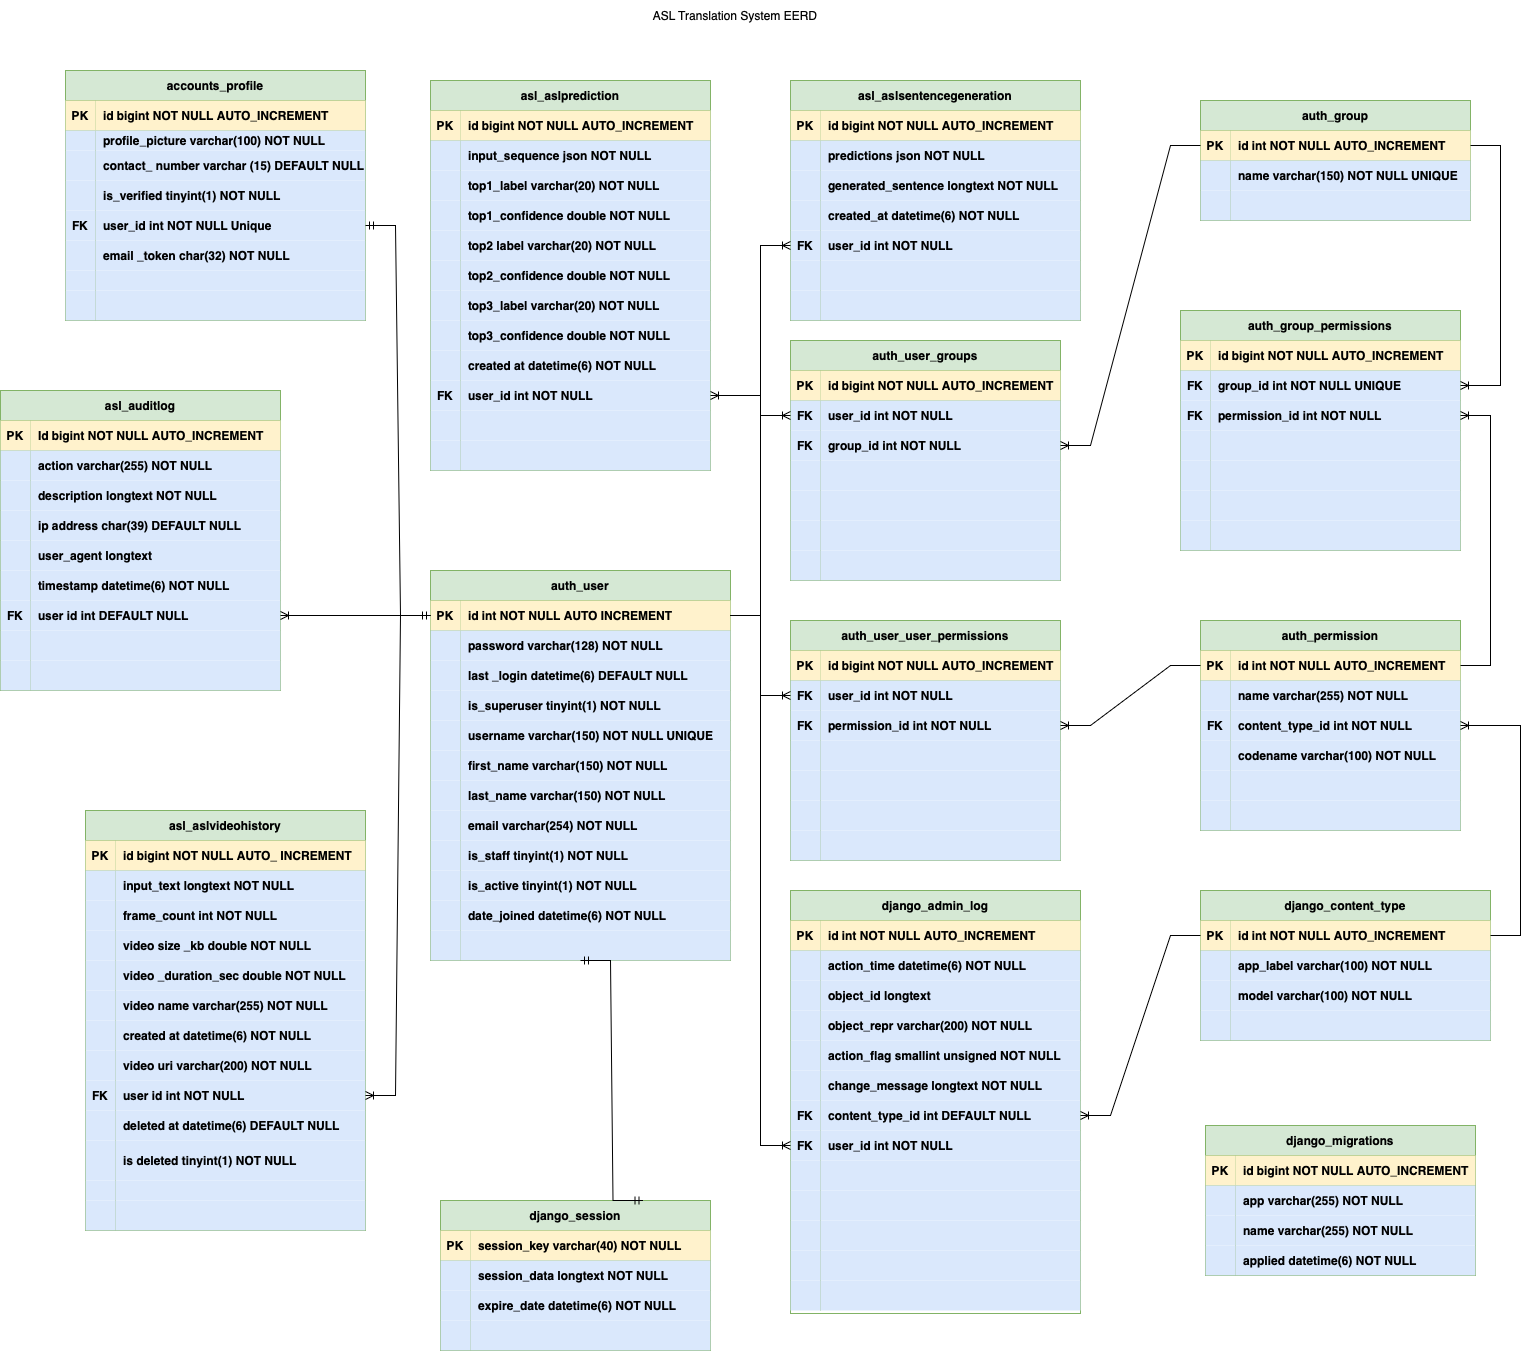 ASL Translation System EERD
accounts_profile
PK id bigint NOT NULL AUTO_INCREMENT
profile_picture varchar(100) NOT NULL
contact_ number varchar (15) DEFAULT NULL
is_verified tinyint(1) NOT NULL
FK user_id int NOT NULL Unique
email _token char(32) NOT NULL
asl_aslprediction
PK id bigint NOT NULL AUTO_INCREMENT
input_sequence json NOT NULL
top1_label varchar(20) NOT NULL
top1_confidence double NOT NULL
top2 label varchar(20) NOT NULL
top2_confidence double NOT NULL
top3_label varchar(20) NOT NULL
top3_confidence double NOT NULL
created at datetime(6) NOT NULL
FK user_id int NOT NULL
asl_aslsentencegeneration
PK id bigint NOT NULL AUTO_INCREMENT
predictions json NOT NULL
generated_sentence longtext NOT NULL
created_at datetime(6) NOT NULL
FK user_id int NOT NULL
auth_group
PK id int NOT NULL AUTO_INCREMENT
name varchar(150) NOT NULL UNIQUE
auth_user_groups
PK id bigint NOT NULL AUTO_INCREMENT
FK user_id int NOT NULL
FK group_id int NOT NULL
auth_group_permissions
PK id bigint NOT NULL AUTO_INCREMENT
FK group_id int NOT NULL UNIQUE
FK permission_id int NOT NULL
asl_auditlog
PK Id bigint NOT NULL AUTO_INCREMENT
action varchar(255) NOT NULL
description longtext NOT NULL
ip address char(39) DEFAULT NULL
user_agent longtext
timestamp datetime(6) NOT NULL
FK user id int DEFAULT NULL
auth_user
PK id int NOT NULL AUTO INCREMENT
password varchar(128) NOT NULL
last _login datetime(6) DEFAULT NULL
is_superuser tinyint(1) NOT NULL
username varchar(150) NOT NULL UNIQUE
first_name varchar(150) NOT NULL
last_name varchar(150) NOT NULL
email varchar(254) NOT NULL
is_staff tinyint(1) NOT NULL
is_active tinyint(1) NOT NULL
date_joined datetime(6) NOT NULL
auth_user_user_permissions
PK id bigint NOT NULL AUTO_INCREMENT
FK user_id int NOT NULL
FK permission_id int NOT NULL
auth_permission
PK id int NOT NULL AUTO_INCREMENT
name varchar(255) NOT NULL
FK content_type_id int NOT NULL
codename varchar(100) NOT NULL
asl_aslvideohistory
PK id bigint NOT NULL AUTO_ INCREMENT
input_text longtext NOT NULL
frame_count int NOT NULL
video size _kb double NOT NULL
video _duration_sec double NOT NULL
video name varchar(255) NOT NULL
created at datetime(6) NOT NULL
video uri varchar(200) NOT NULL
FK user id int NOT NULL
deleted at datetime(6) DEFAULT NULL
is deleted tinyint(1) NOT NULL
django_admin_log
PK id int NOT NULL AUTO_INCREMENT
action_time datetime(6) NOT NULL
object_id longtext
object_repr varchar(200) NOT NULL
action_flag smallint unsigned NOT NULL
change_message longtext NOT NULL
FK content_type_id int DEFAULT NULL
FK user_id int NOT NULL
django_content_type
PK id int NOT NULL AUTO_INCREMENT
app_label varchar(100) NOT NULL
model varchar(100) NOT NULL
django_session
PK session_key varchar(40) NOT NULL
session_data longtext NOT NULL
expire_date datetime(6) NOT NULL
django_migrations
PK id bigint NOT NULL AUTO_INCREMENT
app varchar(255) NOT NULL
name varchar(255) NOT NULL
applied datetime(6) NOT NULL